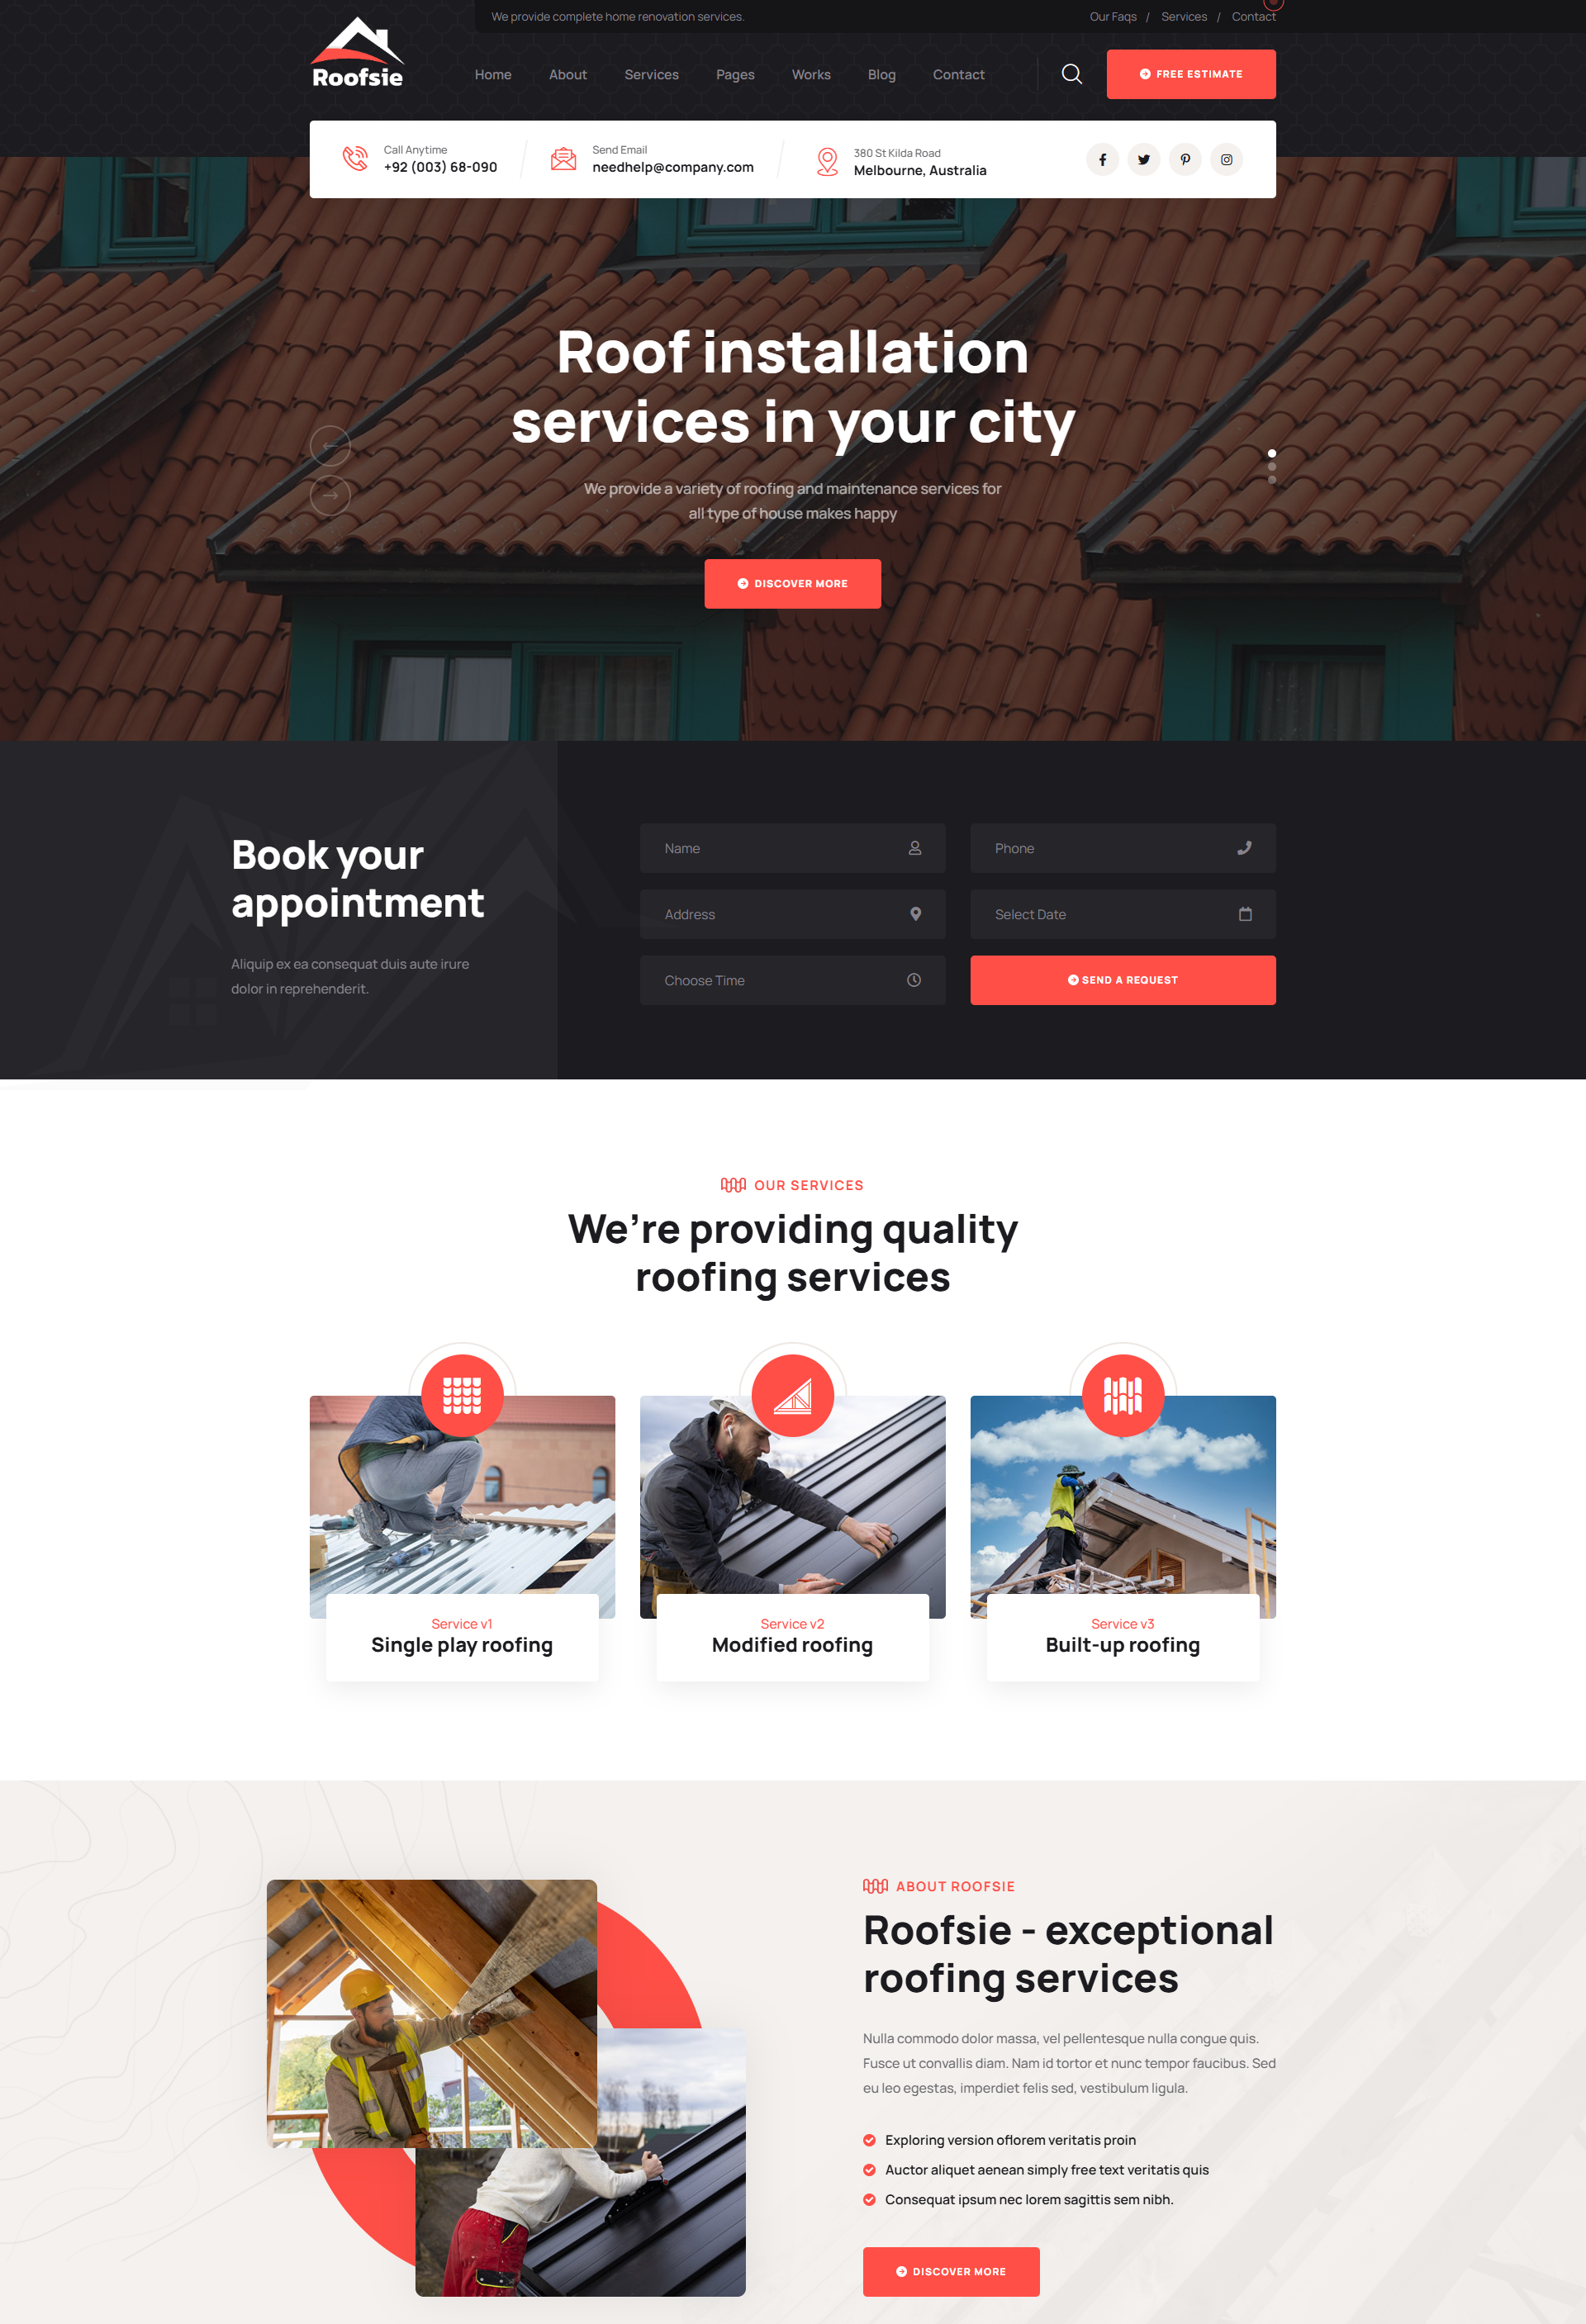 We provide complete home renovation services.
Our Faqs / Services / Contact
Roofsie
Home About Services Pages Works Blog Contact
FREE ESTIMATE
Call Anytime
+92 (003) 68-090
Send Email
needhelp@company.com
380 St Kilda Road
Melbourne, Australia
Roof installation
services in your city
We provide a variety of roofing and maintenance services for
all type of house makes happy
DISCOVER MORE
Book your
appointment
Aliquip ex ea consequat duis aute irure
dolor in reprehenderit.
Name
Phone
Address
Select Date
Choose Time
SEND A REQUEST
OUR SERVICES
We’re providing quality
roofing services
Service v1
Single play roofing
Service v2
Modified roofing
Service v3
Built-up roofing
ABOUT ROOFSIE
Roofsie - exceptional
roofing services
Nulla commodo dolor massa, vel pellentesque nulla congue quis.
Fusce ut convallis diam. Nam id tortor et nunc tempor faucibus. Sed
eu leo egestas, imperdiet felis sed, vestibulum ligula.
Exploring version oflorem veritatis proin
Auctor aliquet aenean simply free text veritatis quis
Consequat ipsum nec lorem sagittis sem nibh.
DISCOVER MORE